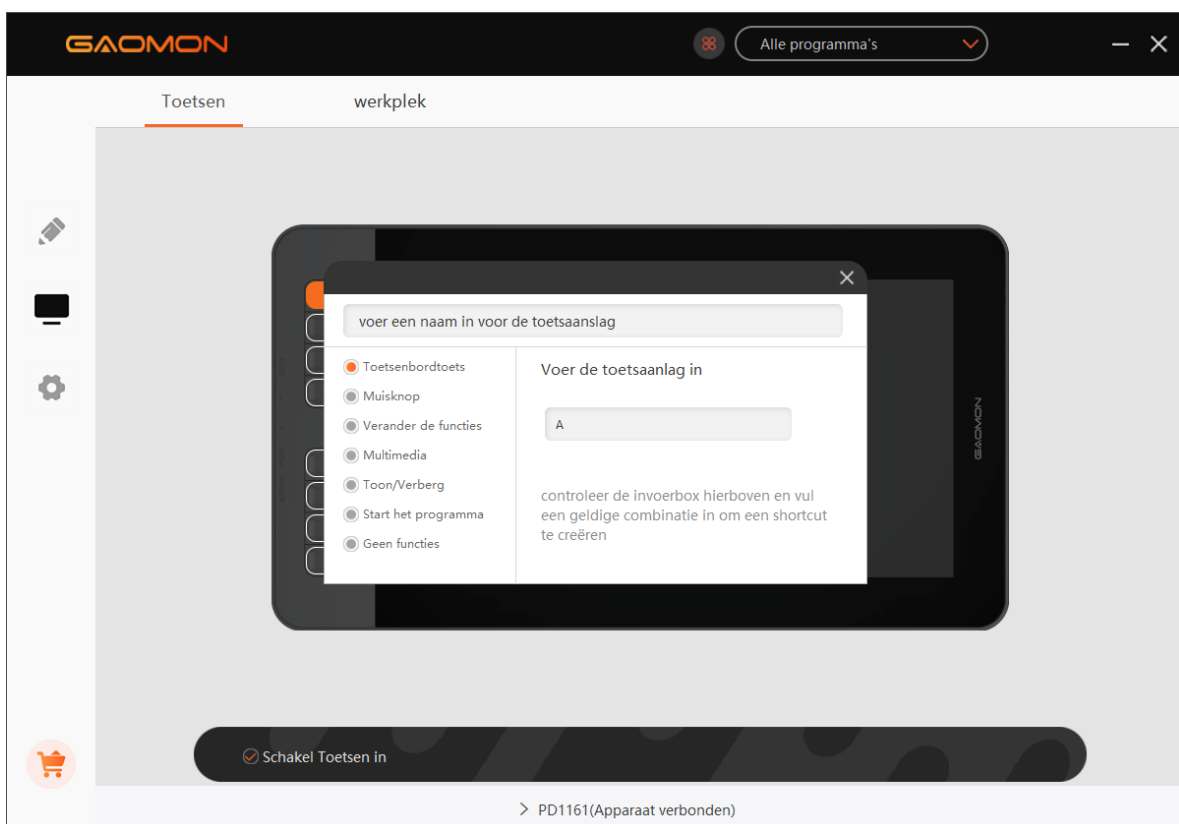 GAOMON
Alle programma's
Toetsen
werkplek
voer een naam in voor de toetsaanslag
Toetsenbordtoets
Muisknop
Verander de functies
Multimedia
Toon/Verberg
Start het programma
Geen functies
Voer de toetsaanlag in
A
controleer de invoerbox hierboven en vul
een geldige combinatie in om een shortcut
te creëren
GAOMON
Schakel Toetsen in
PD1161(Apparaat verbonden)